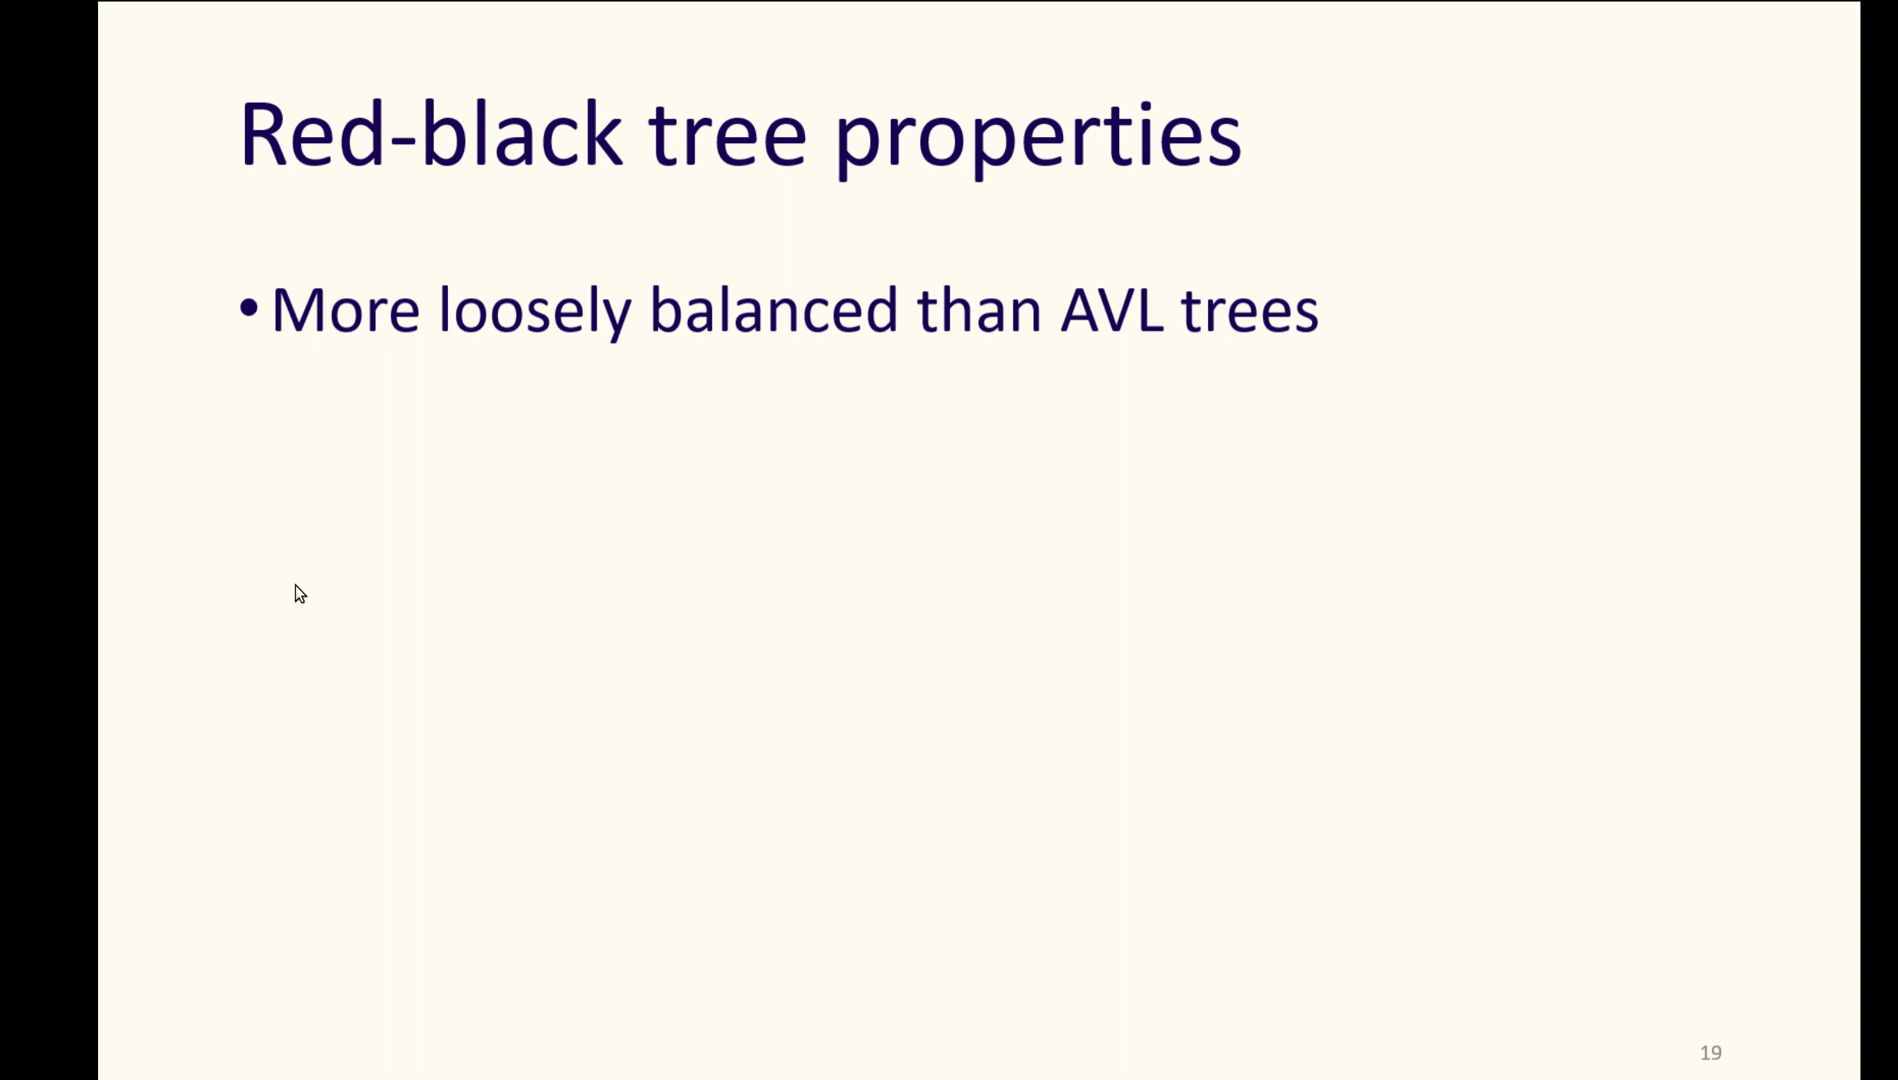 Red-black tree properties
• More loosely balanced than AVL trees
19